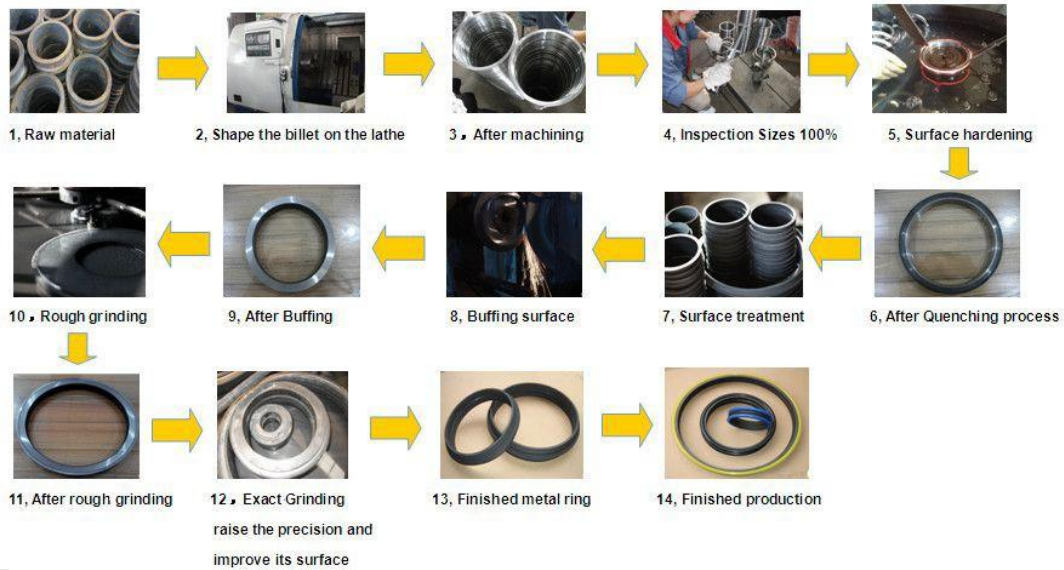 1, Raw material
2, Shape the billet on the lathe
3，After machining
4, Inspection Sizes 100%
5, Surface hardening
10，Rough grinding
9, After Buffing
8, Buffing surface
7, Surface treatment
6, After Quenching process
11, After rough grinding
12，Exact Grinding
raise the precision and
improve its surface
13, Finished metal ring
14, Finished production